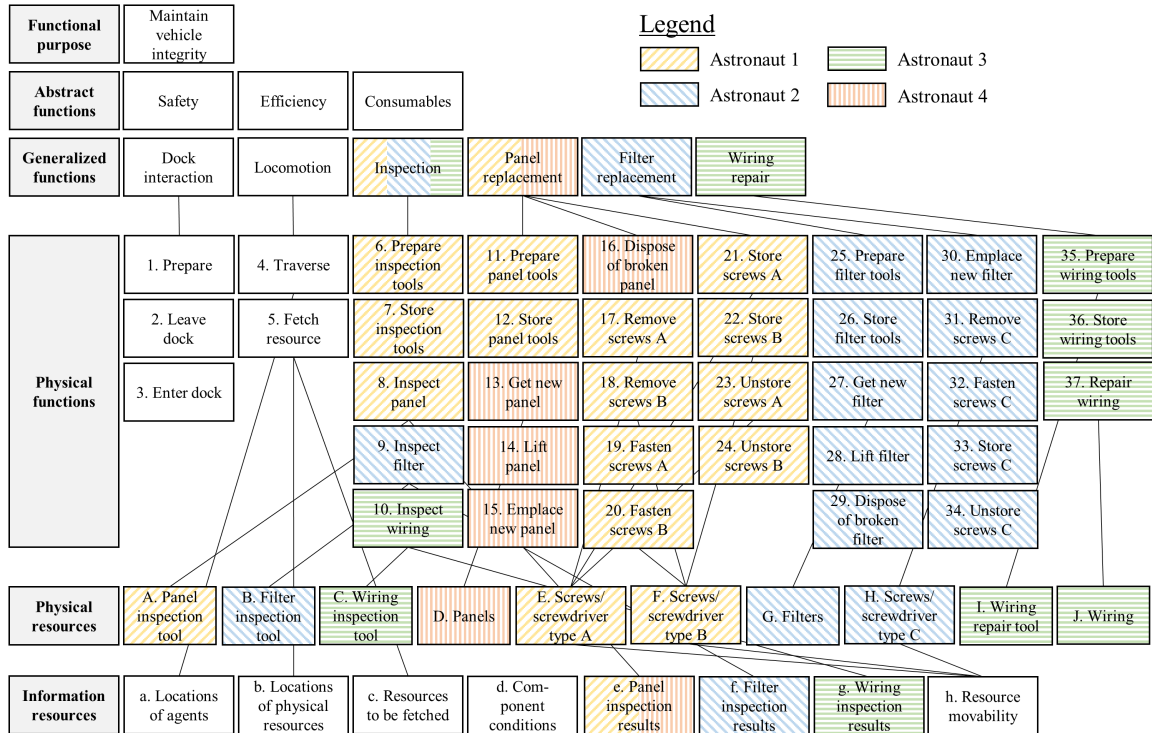 Functional
purpose
Maintain
vehicle
integrity
Legend
Astronaut 1
Astronaut 3
Astronaut 2
Astronaut 4
Abstract
functions
Safety
Efficiency
Consumables
Generalized
functions
Dock
interaction
Locomotion
Inspection
Panel
replacement
Filter
replacement
Wiring
repair
Physical
functions
1. Prepare
2. Leave
dock
3. Enter dock
4. Traverse
5. Fetch
resource
6. Prepare
inspection
tools
7. Store
inspection
tools
8. Inspect
panel
9. Inspect
filter
10. Inspect
wiring
11. Prepare
panel tools
12. Store
panel tools
13. Get new
panel
14. Lift
panel
15. Emplace
new panel
16. Dispose
of broken
panel
17. Remove
screws A
18. Remove
screws B
19. Fasten
screws A
20. Fasten
screws B
21. Store
screws A
22. Store
screws B
23. Unstore
screws A
24. Unstore
screws B
25. Prepare
filter tools
26. Store
filter tools
27. Get new
filter
28. Lift filter
29. Dispose
of broken
filter
30. Emplace
new filter
31. Remove
screws C
32. Fasten
screws C
33. Store
screws C
34. Unstore
screws C
35. Prepare
wiring tools
36. Store
wiring tools
37. Repair
wiring
Physical
resources
A. Panel
inspection
tool
B. Filter
inspection
tool
C. Wiring
inspection
tool
D. Panels
E. Screws/
screwdriver
type A
F. Screws/
screwdriver
type B
G. Filters
H. Screws/
screwdriver
type C
I. Wiring
repair tool
J. Wiring
Information
resources
a. Locations
of agents
b. Locations
of physical
resources
c. Resources
to be fetched
d. Com-
ponent
conditions
e. Panel
inspection
results
f. Filter
inspection
results
g. Wiring
inspection
results
h. Resource
movability